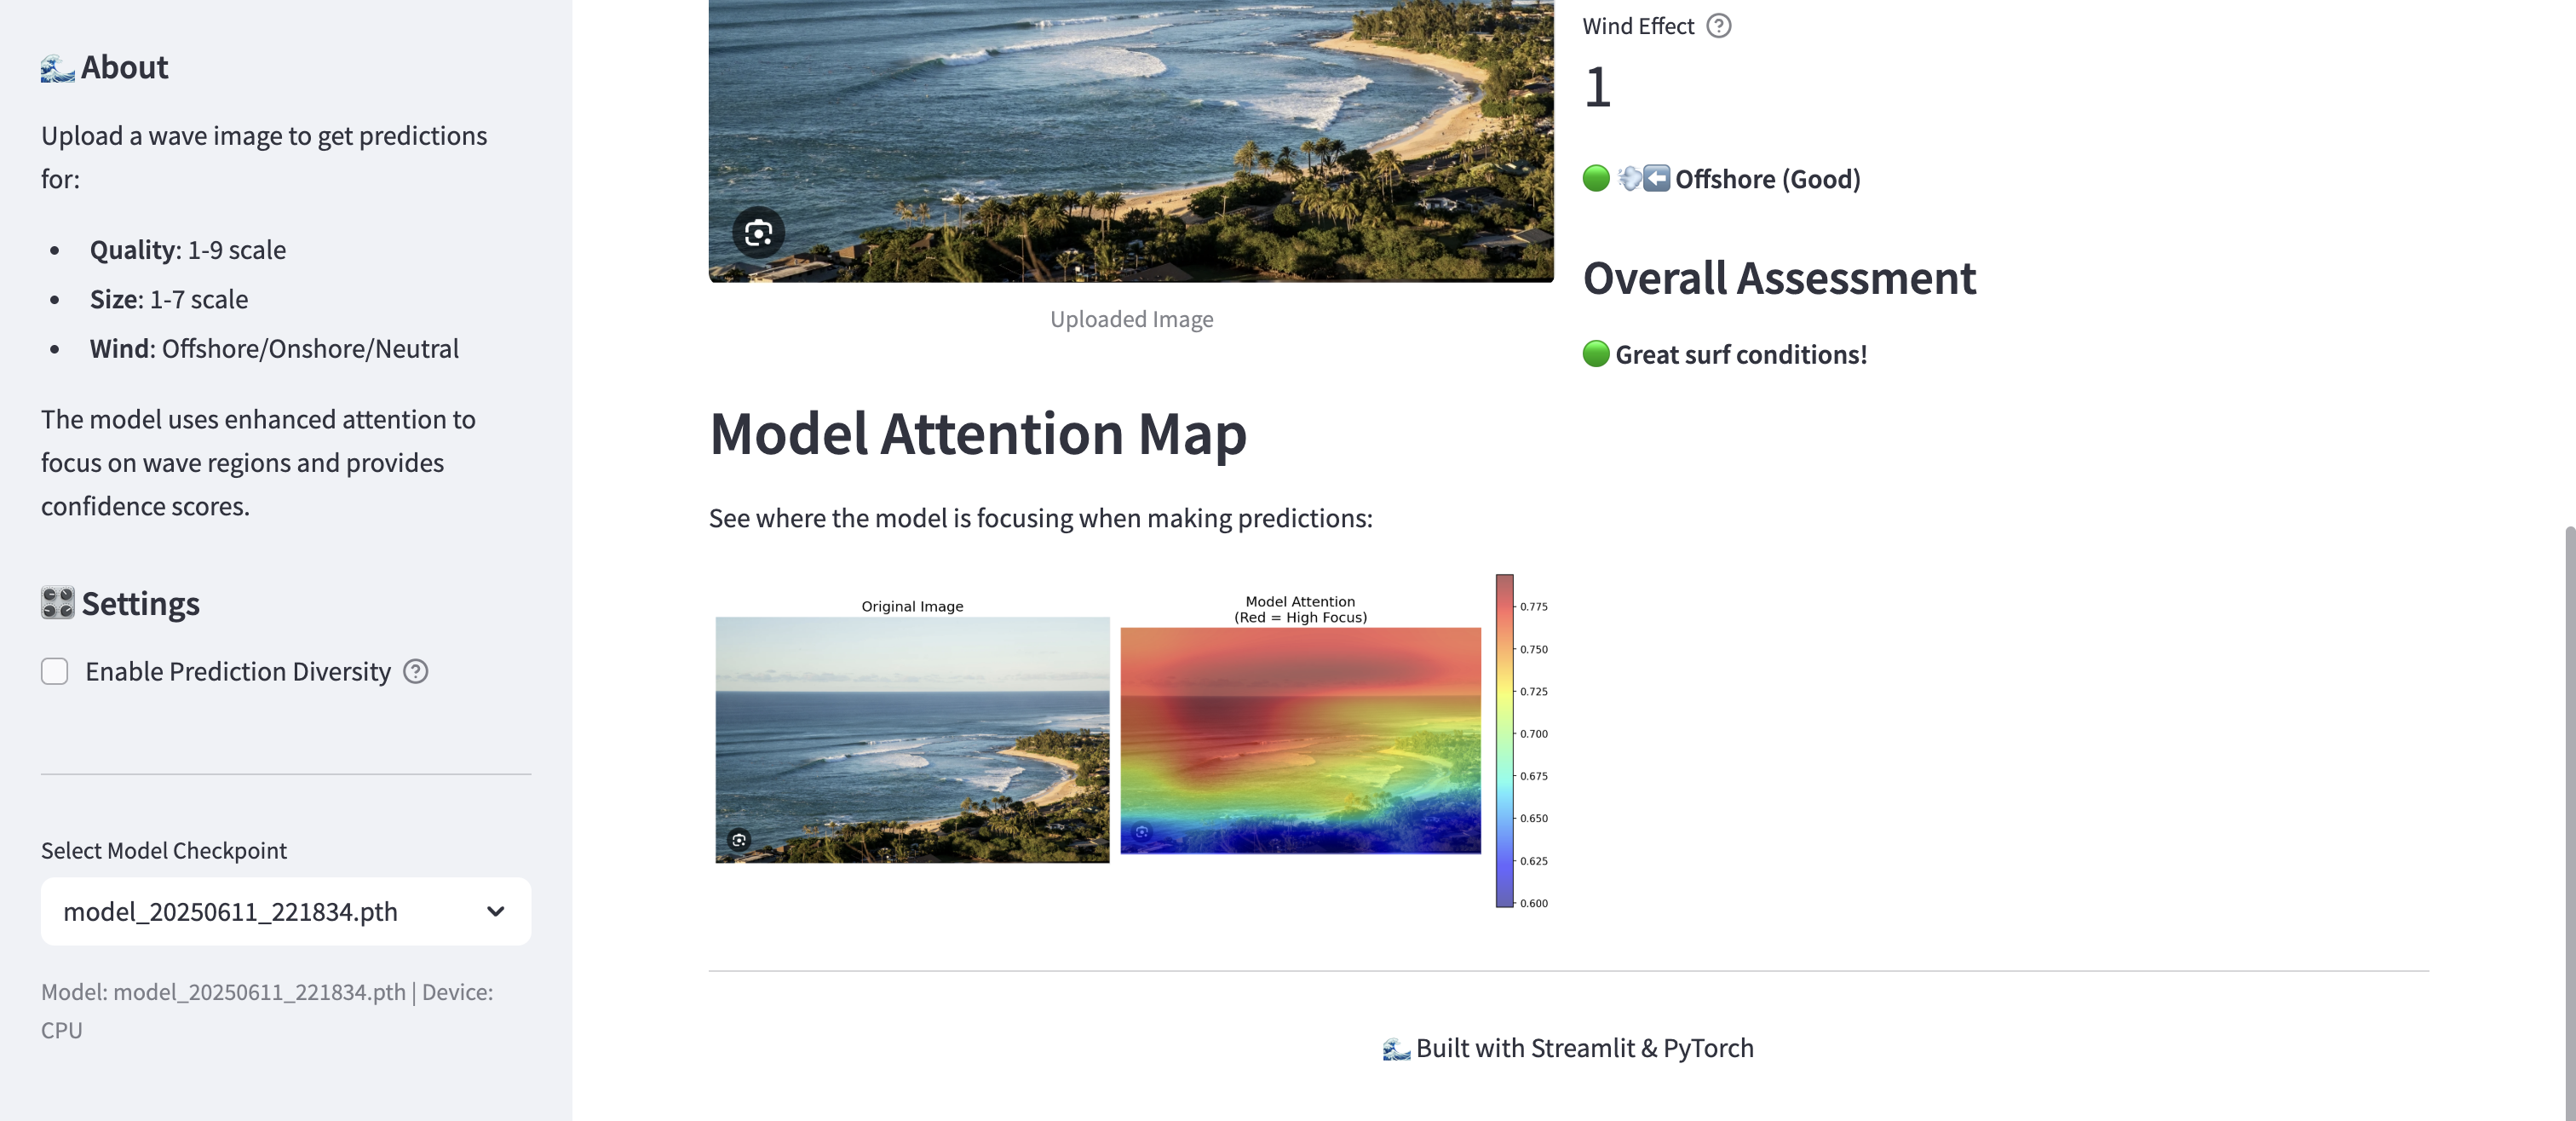 🌊 About
Upload a wave image to get predictions
for:
• Quality: 1-9 scale
• Size: 1-7 scale
• Wind: Offshore/Onshore/Neutral
The model uses enhanced attention to
focus on wave regions and provides
confidence scores.
🎛️ Settings
Enable Prediction Diversity ?
Select Model Checkpoint
model_20250611_221834.pth
Model: model_20250611_221834.pth | Device:
CPU
Uploaded Image
Wind Effect ?
1
🟢 💨⬅️ Offshore (Good)
Overall Assessment
🟢 Great surf conditions!
Model Attention Map
See where the model is focusing when making predictions:
Original Image
Model Attention
(Red = High Focus)
0.775
0.750
0.725
0.700
0.675
0.650
0.625
0.600
🌊 Built with Streamlit & PyTorch